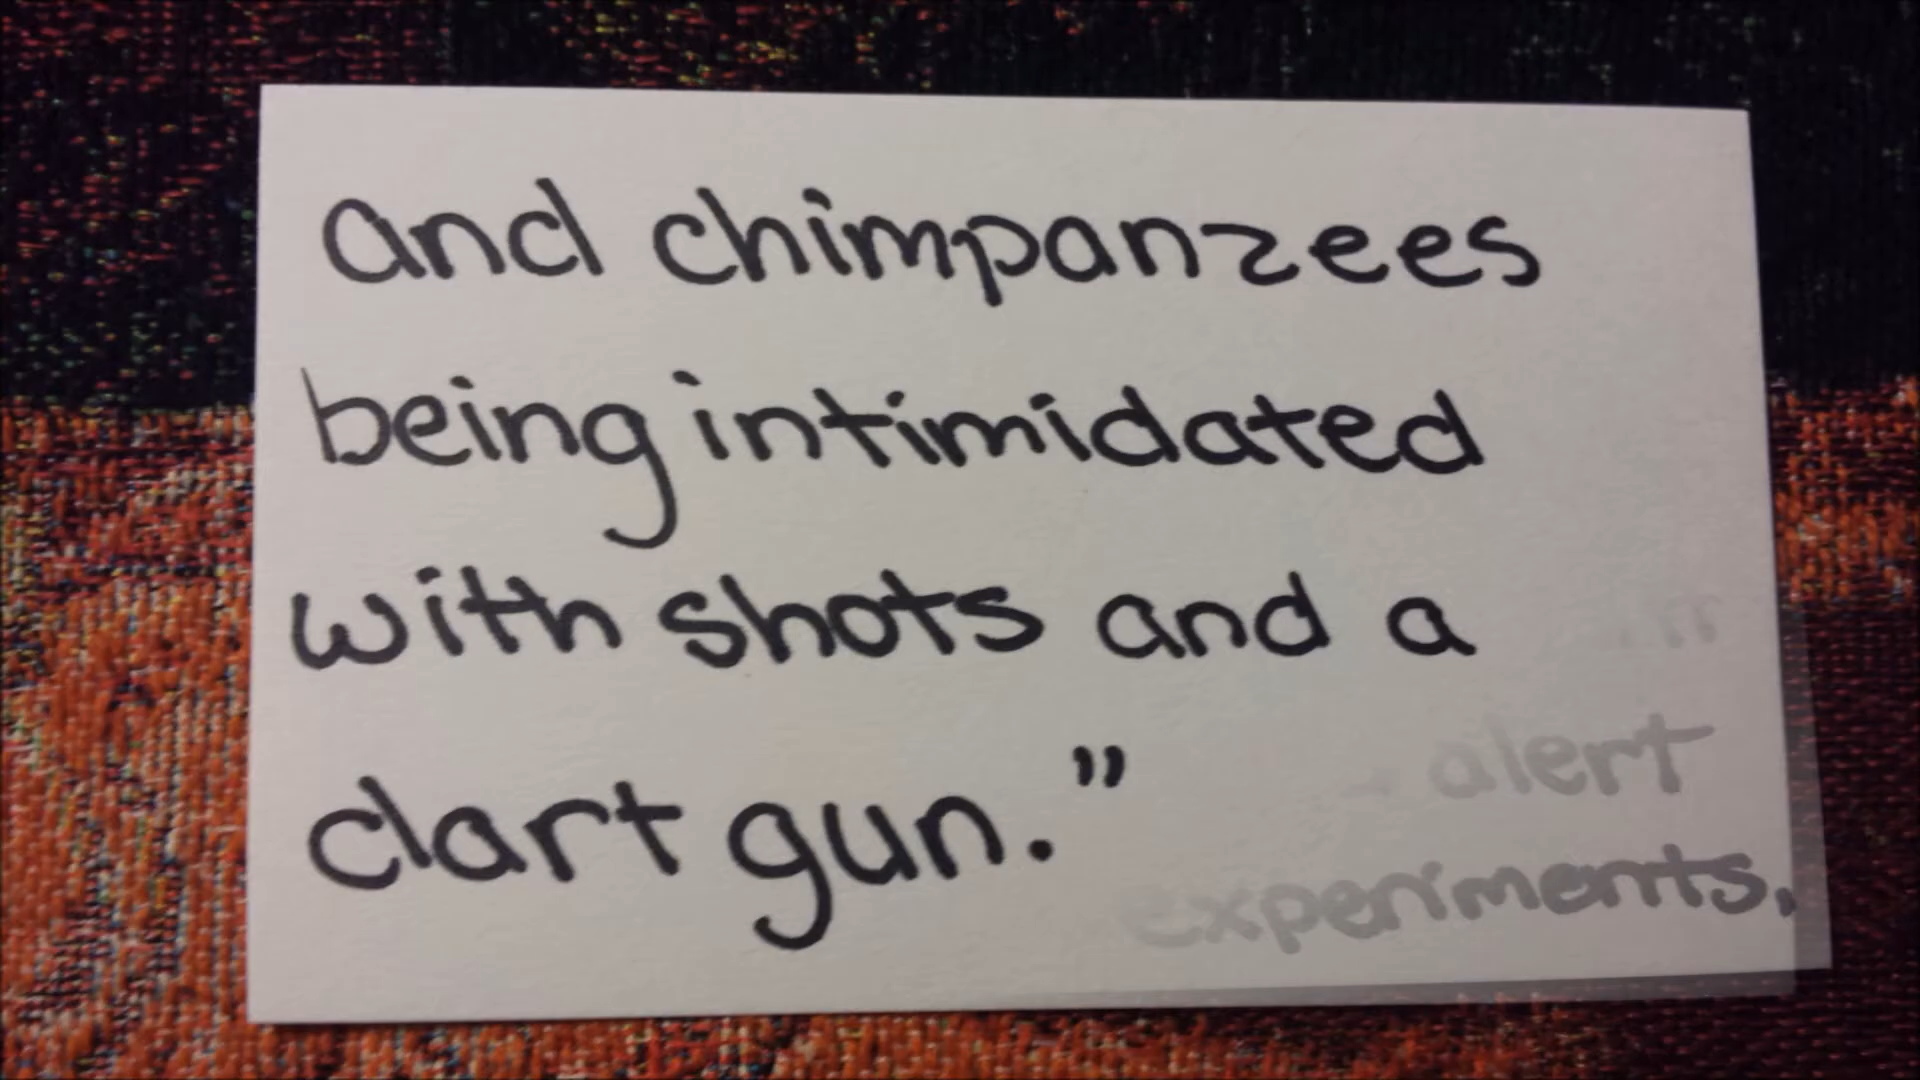 and chimpanzees
being intimidated
with shots and a
dart gun."
alert
experiments.